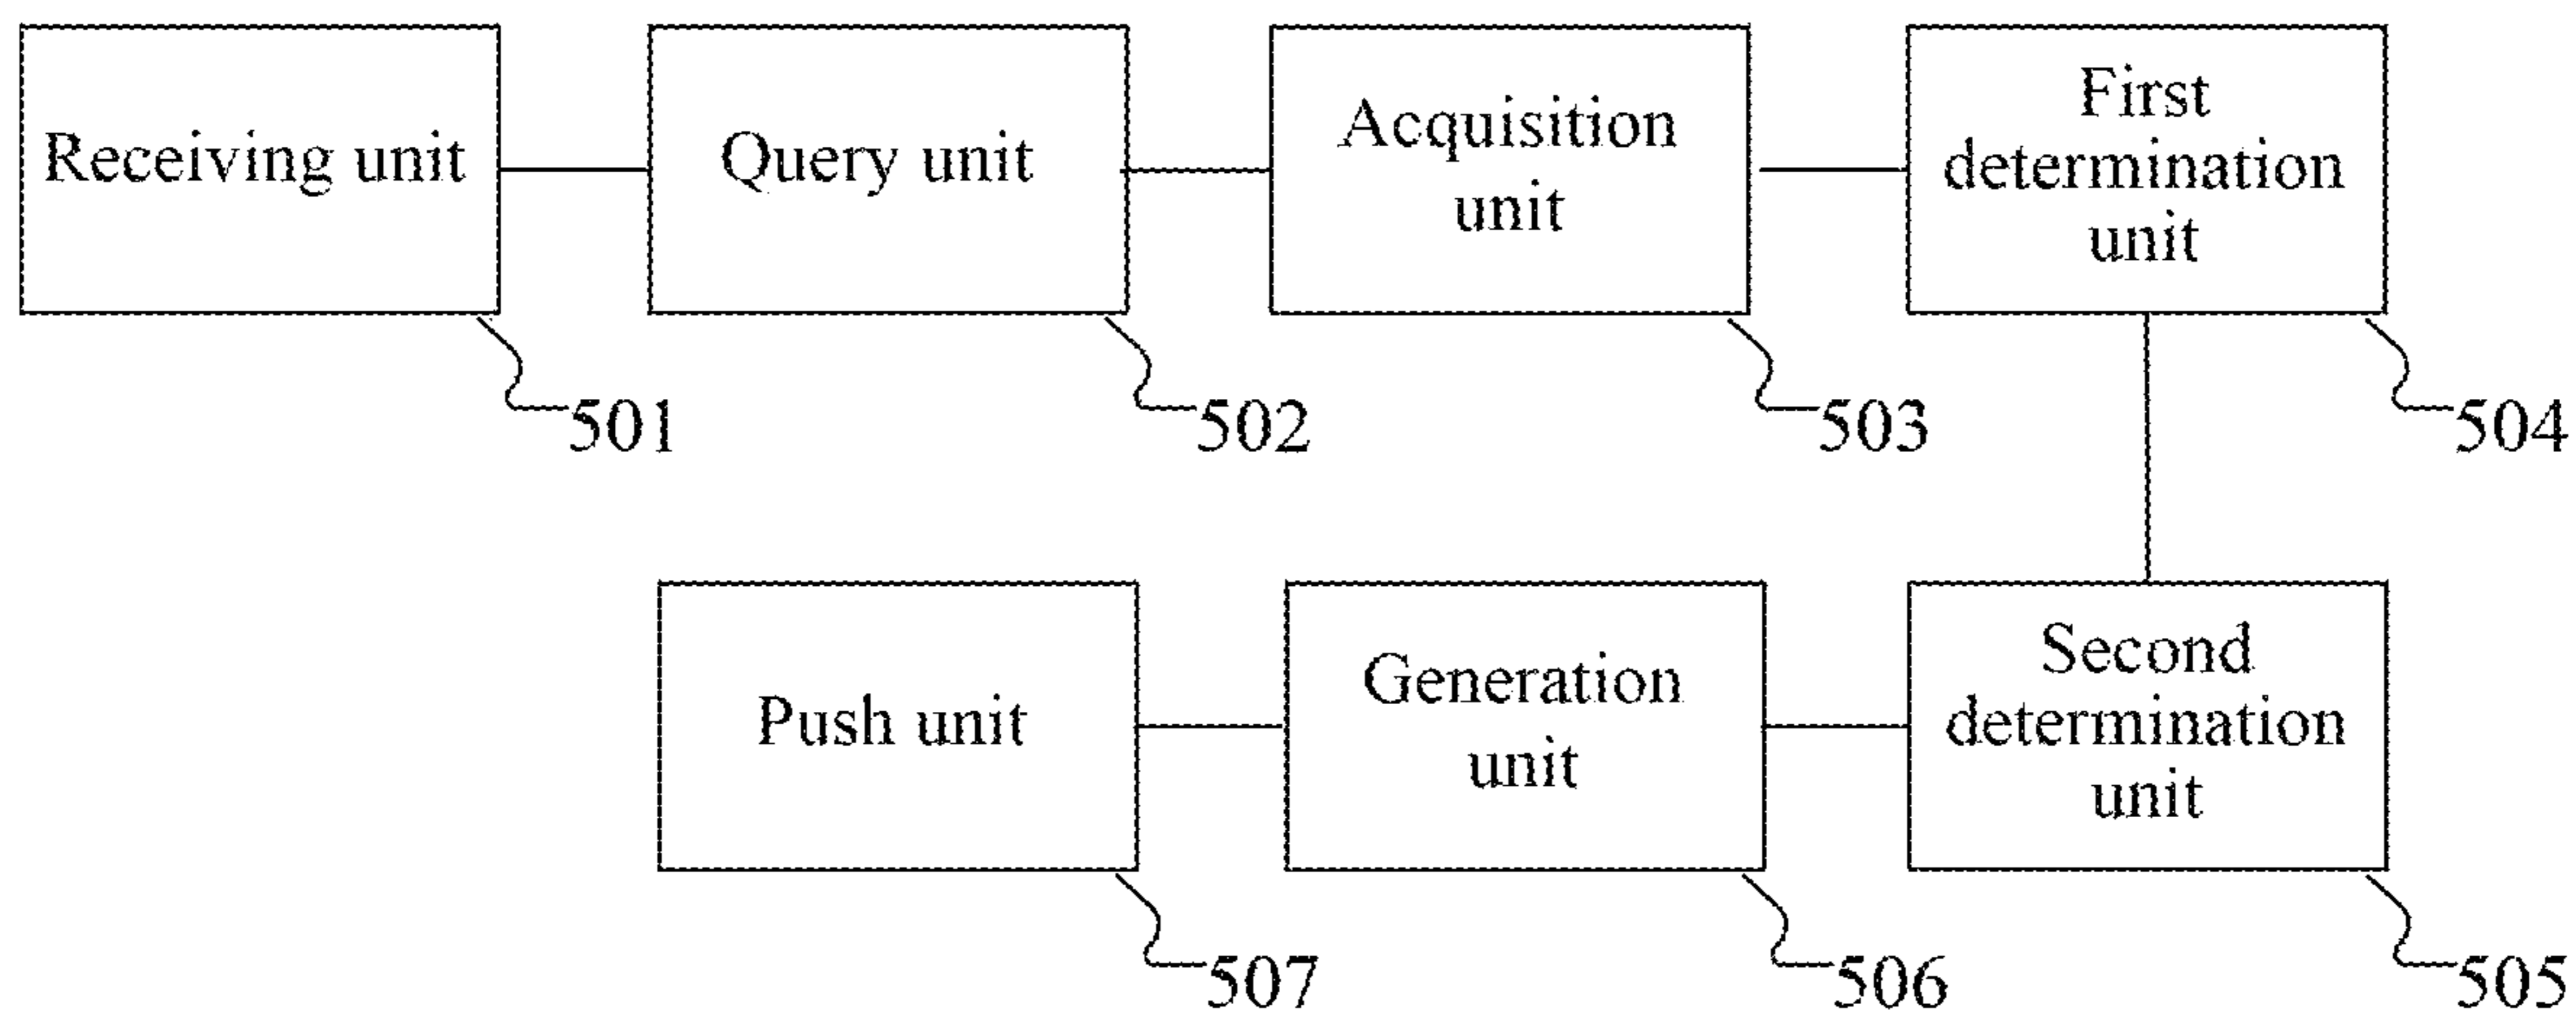 Receiving unit
Query unit
Acquisition
unit
First
determination
unit
501
502
503
504
Push unit
Generation
unit
Second
determination
unit
507
506
505